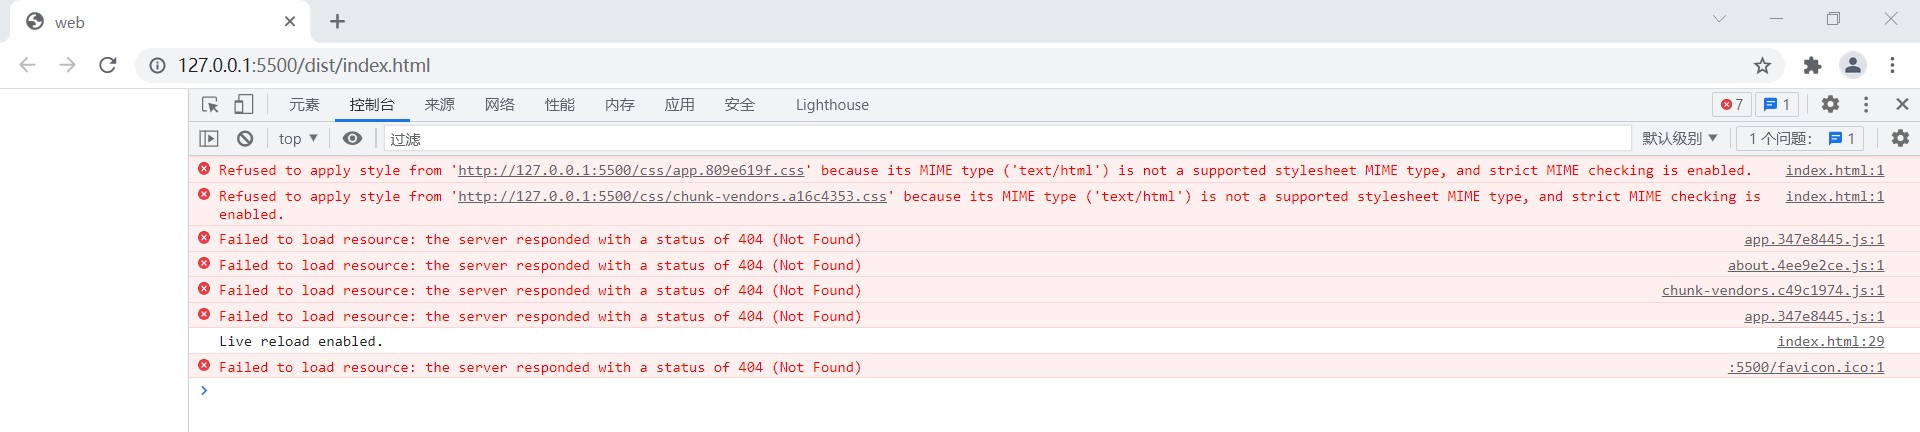 web
127.0.0.1:5500/dist/index.html
元素 控制台 来源 网络 性能 内存 应用 安全 Lighthouse 7 1
top 过滤 默认级别 1 个问题: 1
Refused to apply style from 'http://127.0.0.1:5500/css/app.809e619f.css' because its MIME type ('text/html') is not a supported stylesheet MIME type, and strict MIME checking is enabled. index.html:1
Refused to apply style from 'http://127.0.0.1:5500/css/chunk-vendors.a16c4353.css' because its MIME type ('text/html') is not a supported stylesheet MIME type, and strict MIME checking is index.html:1
enabled.
Failed to load resource: the server responded with a status of 404 (Not Found) app.347e8445.js:1
Failed to load resource: the server responded with a status of 404 (Not Found) about.4ee9e2ce.js:1
Failed to load resource: the server responded with a status of 404 (Not Found) chunk-vendors.c49c1974.js:1
Failed to load resource: the server responded with a status of 404 (Not Found) app.347e8445.js:1
Live reload enabled. index.html:29
Failed to load resource: the server responded with a status of 404 (Not Found) :5500/favicon.ico:1